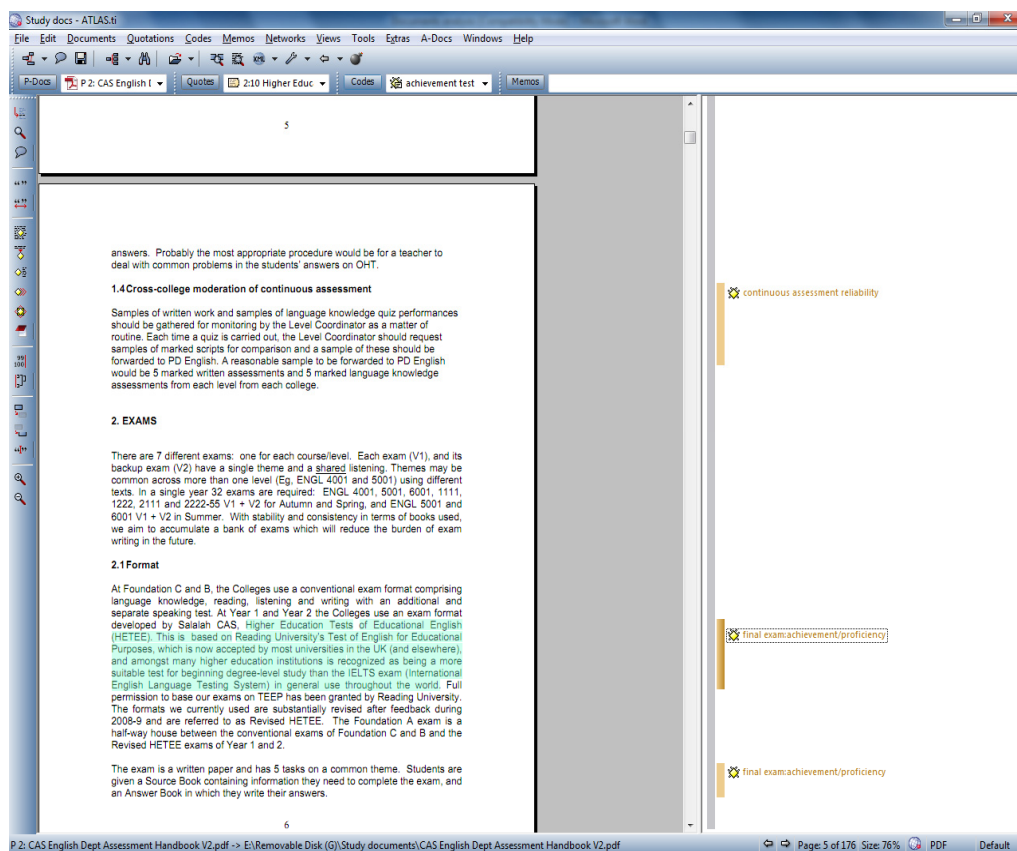 Study docs - ATLAS.ti
File Edit Documents Quotations Codes Memos Networks Views Tools Extras A-Docs Windows Help
P-Docs P 2: CAS English [ Quotes 2:10 Higher Educ Codes achievement test Memos
5
answers. Probably the most appropriate procedure would be for a teacher to
deal with common problems in the students' answers on OHT.
1.4Cross-college moderation of continuous assessment
continuous assessment reliability
Samples of written work and samples of language knowledge quiz performances
should be gathered for monitoring by the Level Coordinator as a matter of
routine. Each time a quiz is carried out, the Level Coordinator should request
samples of marked scripts for comparison and a sample of these should be
forwarded to PD English. A reasonable sample to be forwarded to PD English
would be 5 marked written assessments and 5 marked language knowledge
assessments from each level from each college.
2. EXAMS
There are 7 different exams: one for each course/level. Each exam (V1), and its
backup exam (V2) have a single theme and a shared listening. Themes may be
common across more than one level (Eg, ENGL 4001 and 5001) using different
texts. In a single year 32 exams are required: ENGL 4001, 5001, 6001, 1111,
1222, 2111 and 2222-55 V1 + V2 for Autumn and Spring, and ENGL 5001 and
6001 V1 + V2 in Summer. With stability and consistency in terms of books used,
we aim to accumulate a bank of exams which will reduce the burden of exam
writing in the future.
2.1Format
At Foundation C and B, the Colleges use a conventional exam format comprising
language knowledge, reading, listening and writing with an additional and
separate speaking test. At Year 1 and Year 2 the Colleges use an exam format
developed by Salalah CAS, Higher Education Tests of Educational English
(HETEE). This is based on Reading University's Test of English for Educational
Purposes, which is now accepted by most universities in the UK (and elsewhere),
and amongst many higher education institutions is recognized as being a more
suitable test for beginning degree-level study than the IELTS exam (International
English Language Testing System) in general use throughout the world. Full
permission to base our exams on TEEP has been granted by Reading University.
The formats we currently used are substantially revised after feedback during
2008-9 and are referred to as Revised HETEE. The Foundation A exam is a
half-way house between the conventional exams of Foundation C and B and the
Revised HETEE exams of Year 1 and 2.
final exam:achievement/proficiency
The exam is a written paper and has 5 tasks on a common theme. Students are
given a Source Book containing information they need to complete the exam, and
an Answer Book in which they write their answers.
final exam:achievement/proficiency
6
P 2: CAS English Dept Assessment Handbook V2.pdf -> E:\Removable Disk (G)\Study documents\CAS English Dept Assessment Handbook V2.pdf Page: 5 of 176 Size: 76% PDF Default